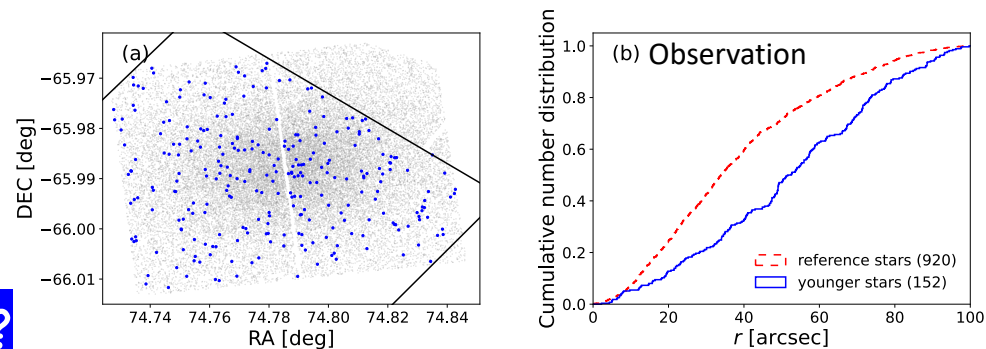 (a)
−65.97
−65.98
−65.99
−66.00
−66.01
DEC [deg]
74.74 74.76 74.78 74.80 74.82 74.84
RA [deg]
(b) Observation
1.0
0.8
0.6
0.4
0.2
0.0
Cumulative number distribution
reference stars (920)
younger stars (152)
0 20 40 60 80 100
r [arcsec]